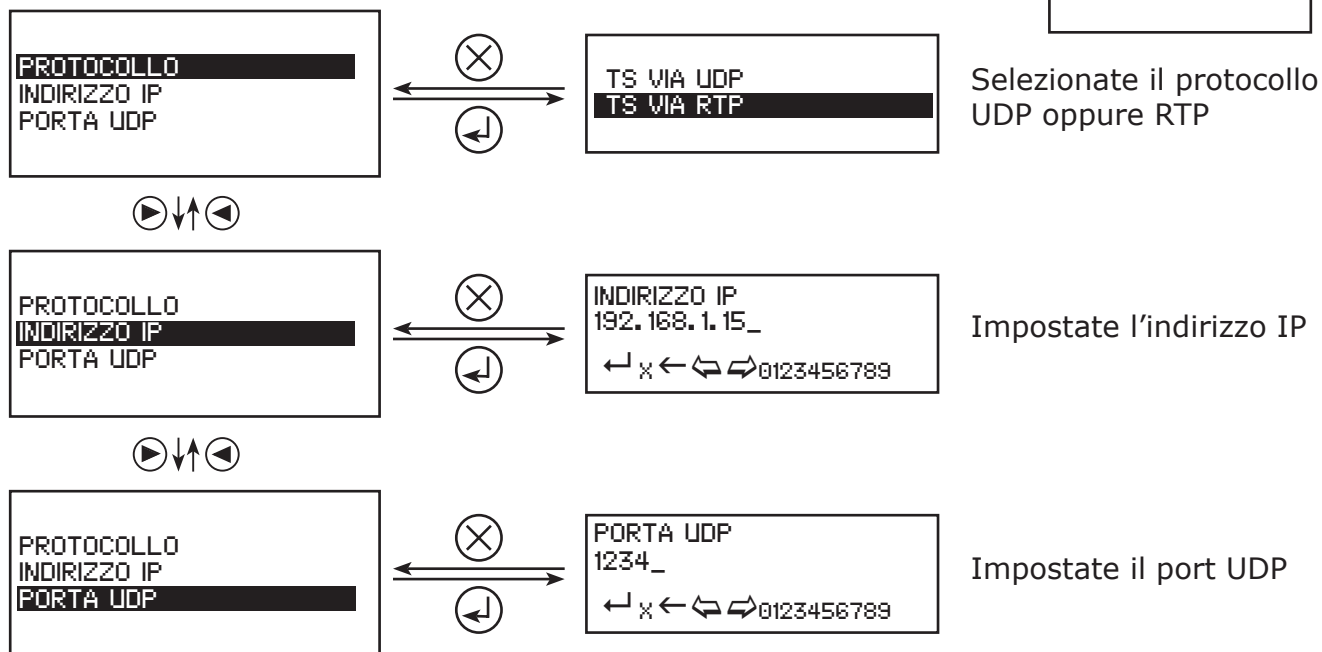 PROTOCOLLO
INDIRIZZO IP
PORTA UDP
TS VIA UDP
TS VIA RTP
Selezionate il protocollo
UDP oppure RTP
PROTOCOLLO
INDIRIZZO IP
PORTA UDP
INDIRIZZO IP
192.168.1.15_
↵ x ← ⇦ ⇨ 0123456789
Impostate l'indirizzo IP
PROTOCOLLO
INDIRIZZO IP
PORTA UDP
PORTA UDP
1234_
↵ x ← ⇦ ⇨ 0123456789
Impostate il port UDP